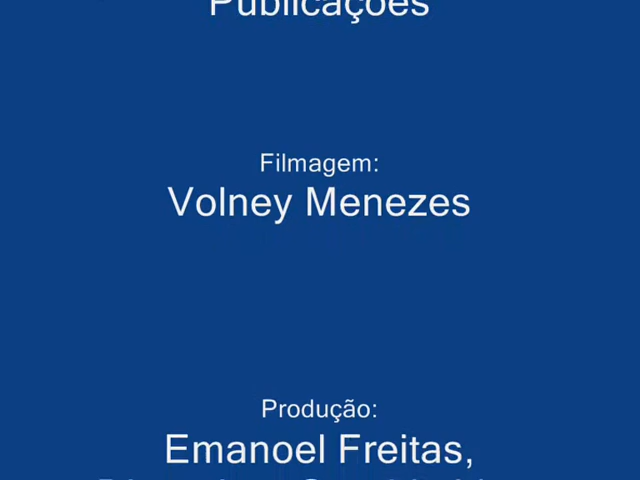 Publicações
Filmagem:
Volney Menezes
Produção:
Emanoel Freitas,